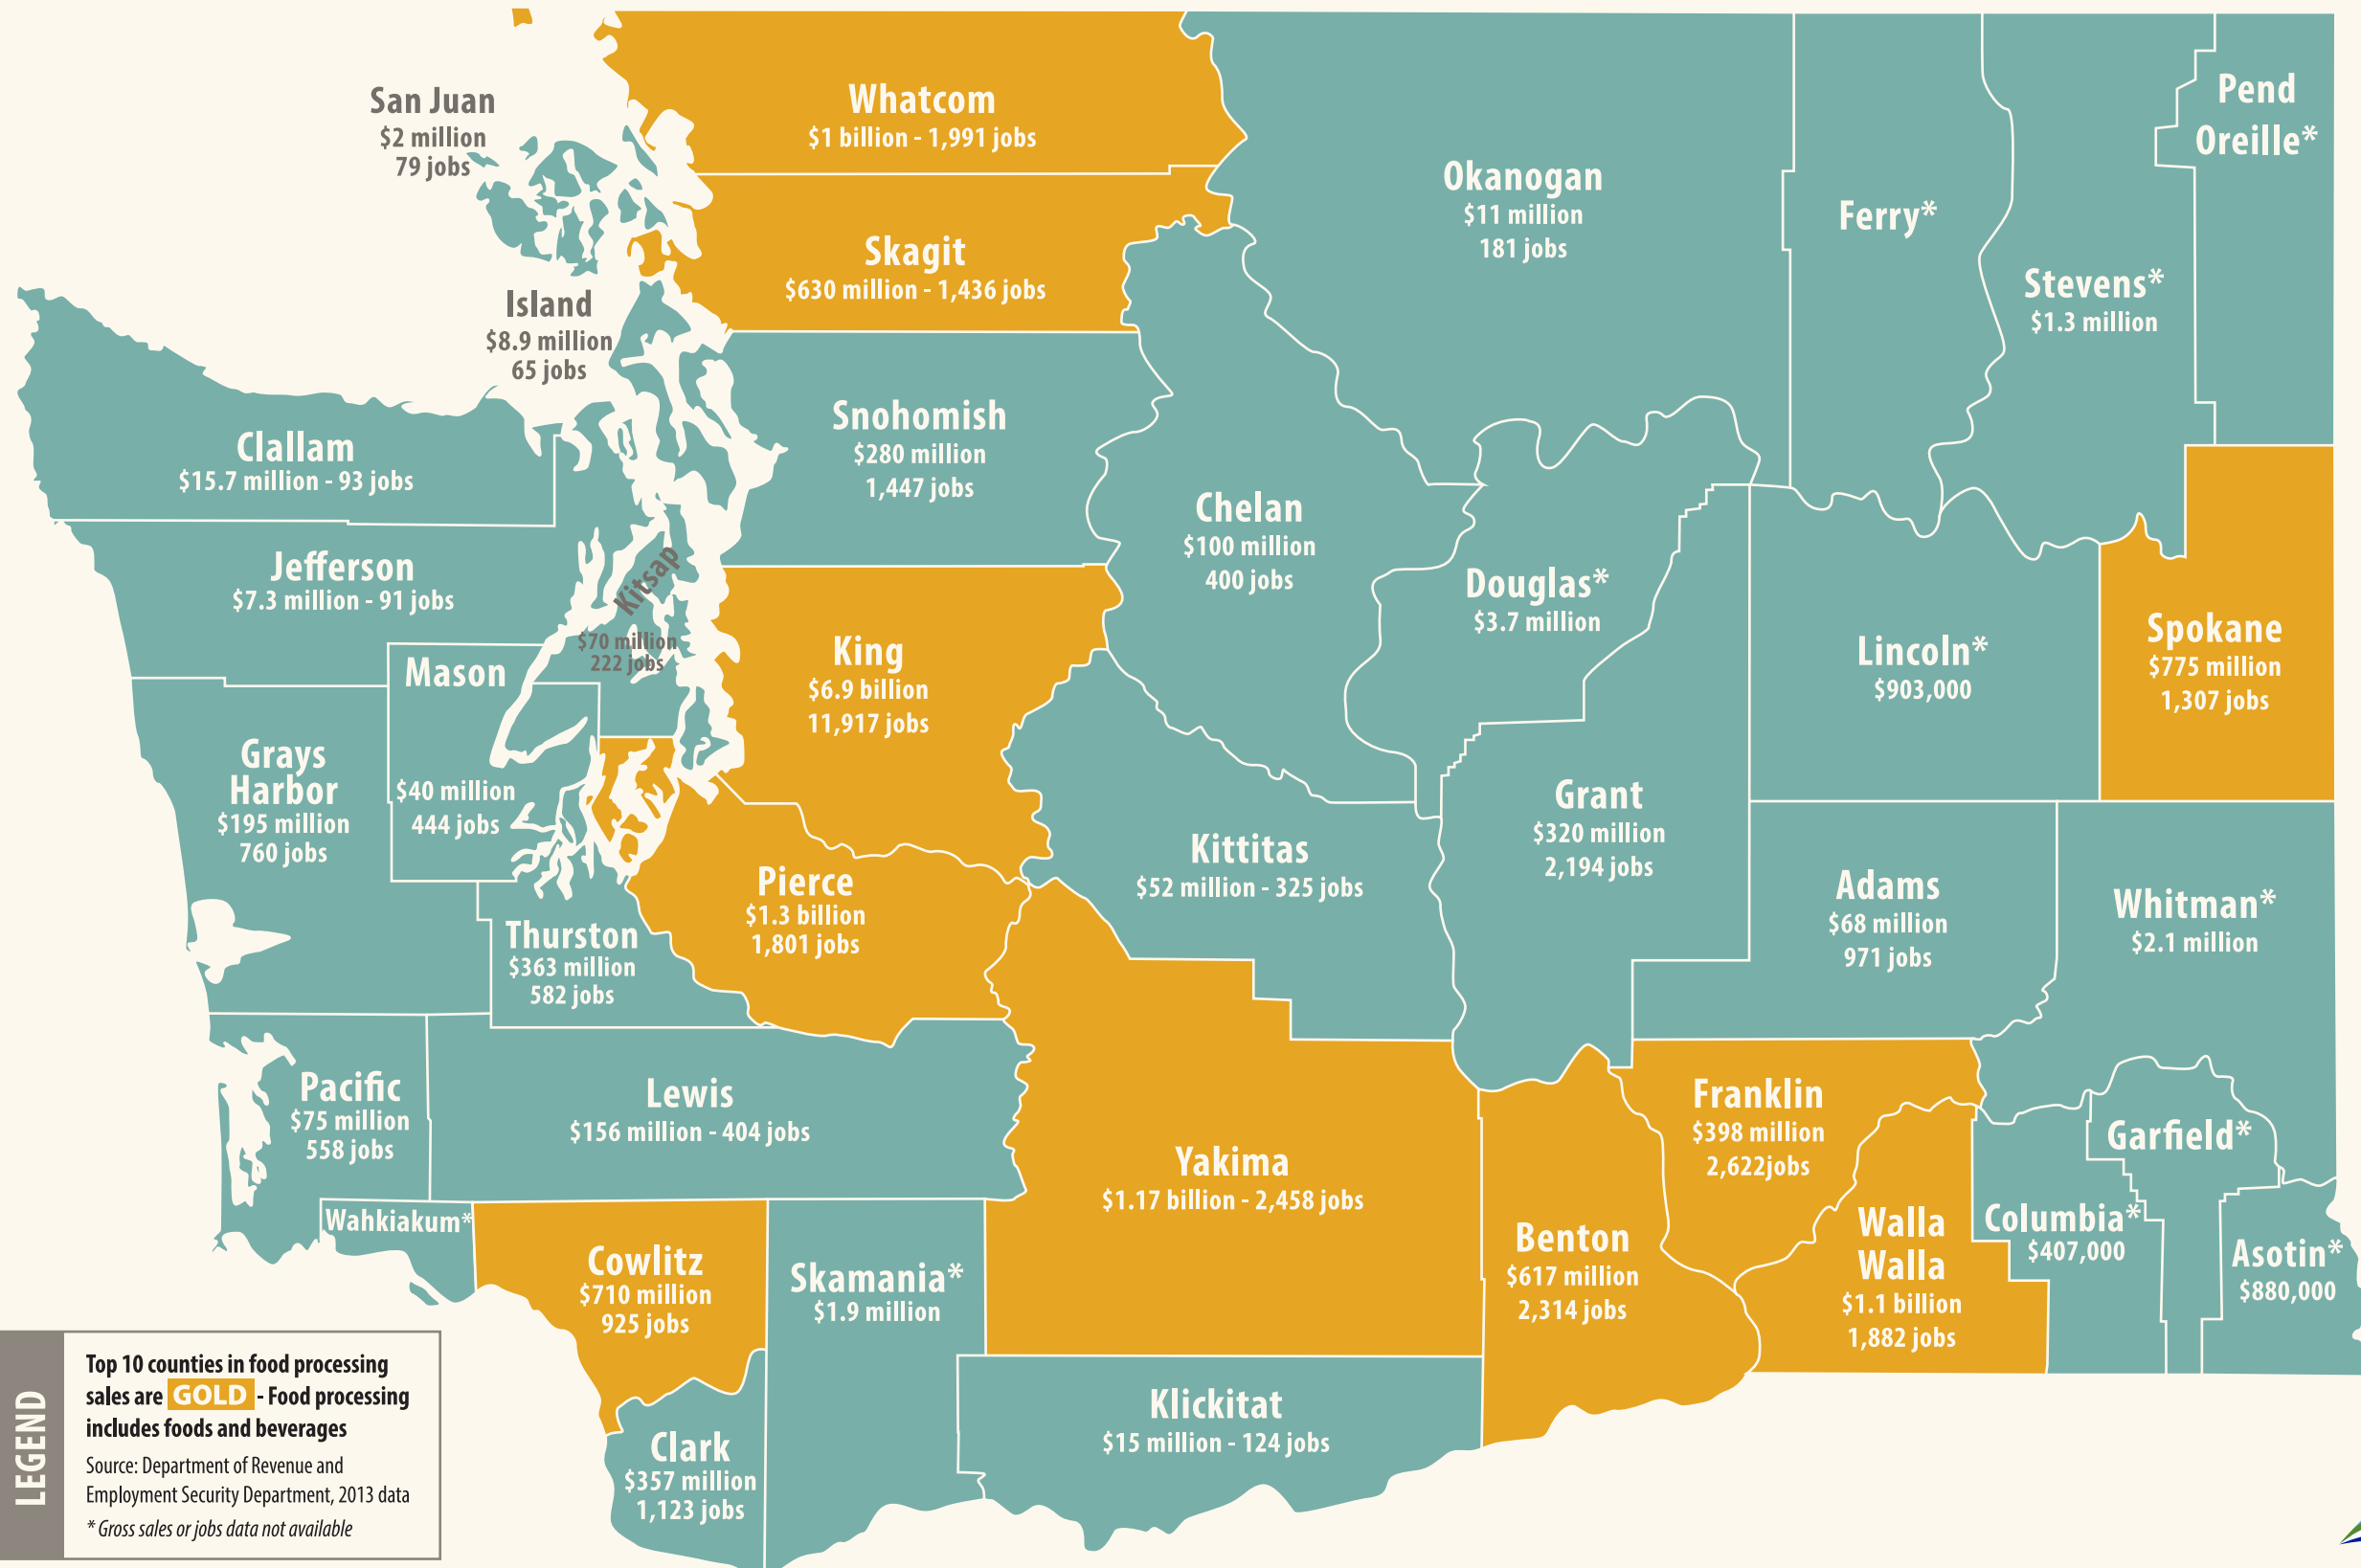 San Juan
$2 million
79 jobs
Whatcom
$1 billion - 1,991 jobs
Pend
Oreille*
Okanogan
$11 million
181 jobs
Ferry*
Skagit
$630 million - 1,436 jobs
Stevens*
$1.3 million
Island
$8.9 million
65 jobs
Snohomish
$280 million
1,447 jobs
Clallam
$15.7 million - 93 jobs
Chelan
$100 million
400 jobs
Jefferson
$7.3 million - 91 jobs
Kitsap
$70 million
222 jobs
Douglas*
$3.7 million
King
$6.9 billion
11,917 jobs
Lincoln*
$903,000
Spokane
$775 million
1,307 jobs
Mason
$40 million
444 jobs
Grays
Harbor
$195 million
760 jobs
Grant
$320 million
2,194 jobs
Kittitas
$52 million - 325 jobs
Pierce
$1.3 billion
1,801 jobs
Adams
$68 million
971 jobs
Whitman*
$2.1 million
Thurston
$363 million
582 jobs
Pacific
$75 million
558 jobs
Lewis
$156 million - 404 jobs
Yakima
$1.17 billion - 2,458 jobs
Franklin
$398 million
2,622jobs
Garfield*
Wahkiakum*
Cowlitz
$710 million
925 jobs
Skamania*
$1.9 million
Benton
$617 million
2,314 jobs
Walla
Walla
$1.1 billion
1,882 jobs
Columbia*
$407,000
Asotin*
$880,000
Klickitat
$15 million - 124 jobs
Clark
$357 million
1,123 jobs
LEGEND
Top 10 counties in food processing
sales are GOLD - Food processing
includes foods and beverages
Source: Department of Revenue and
Employment Security Department, 2013 data
* Gross sales or jobs data not available